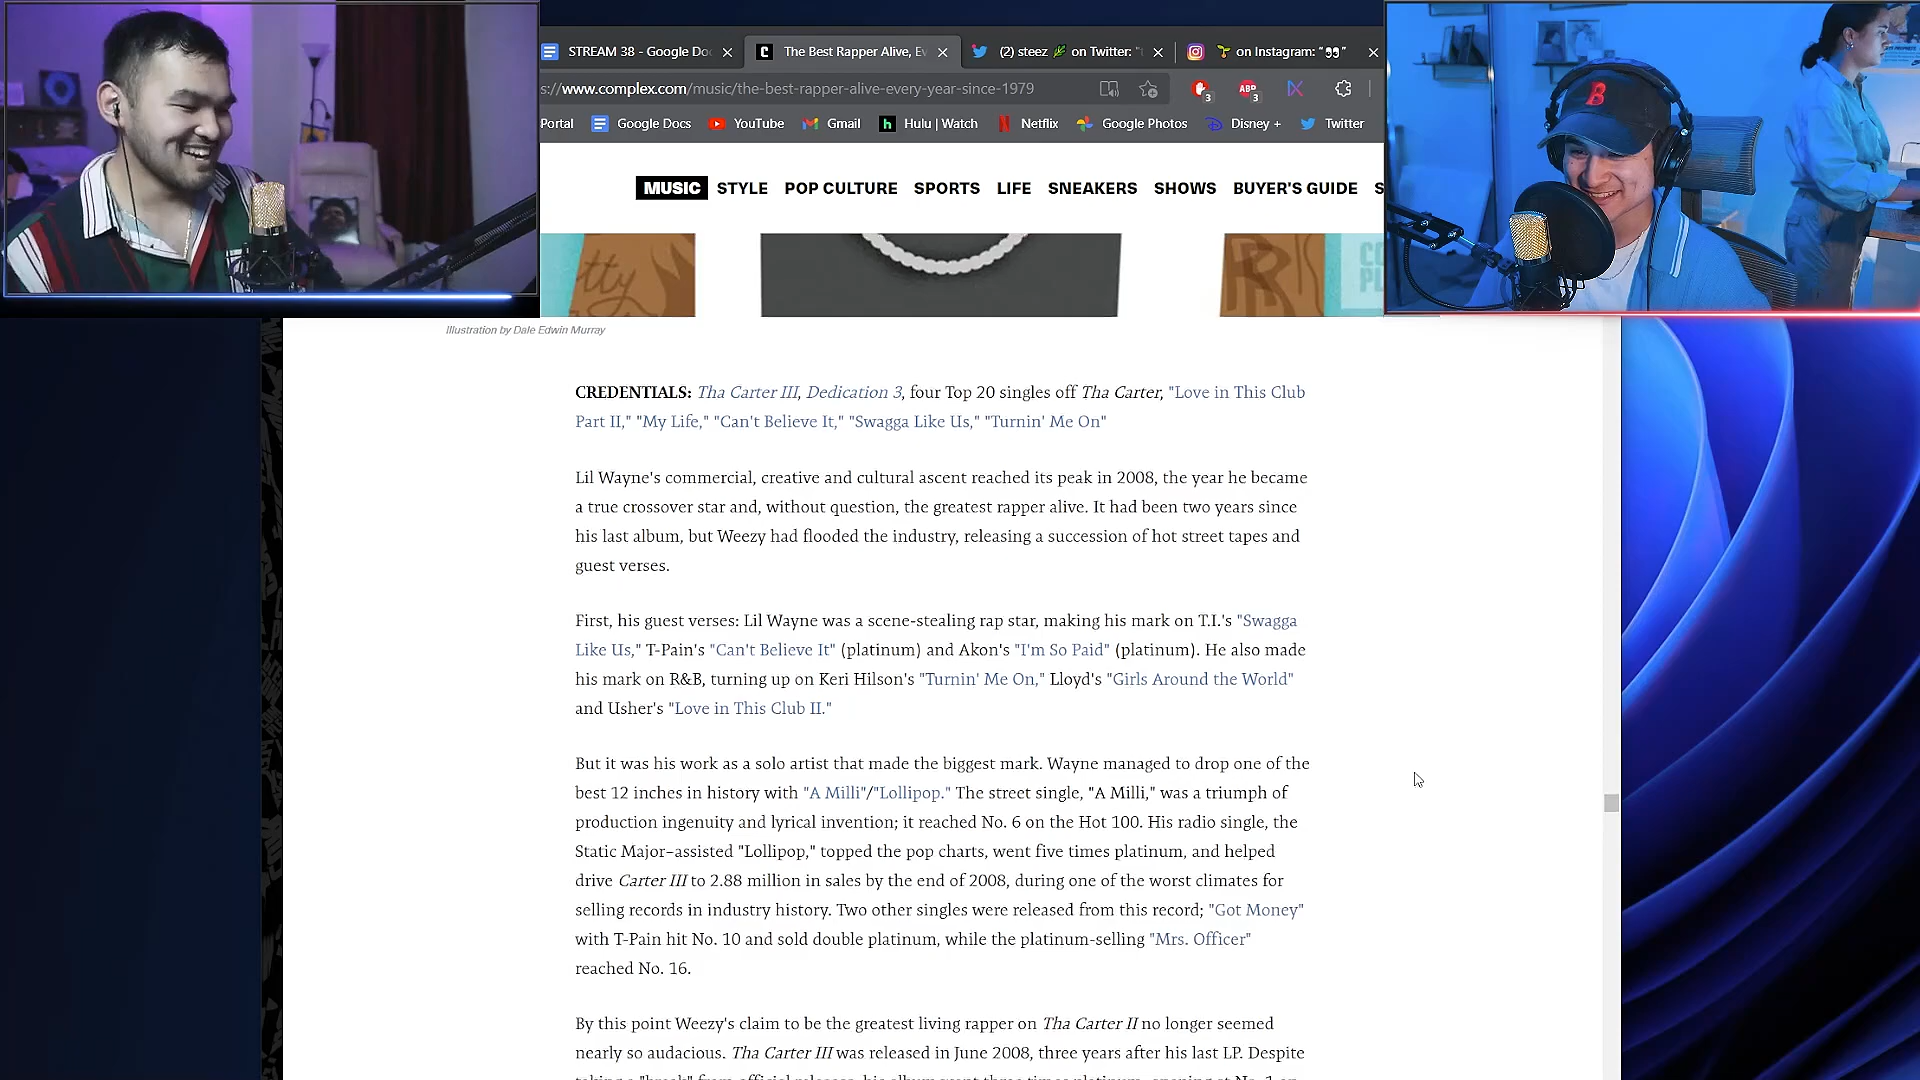 STREAM 38 - Google Do
The Best Rapper Alive, E
(2) steez on Twitter: "
on Instagram: "
s://www.complex.com/music/the-best-rapper-alive-every-year-since-1979
3
ABP
3
Portal
Google Docs
YouTube
Gmail
h Hulu | Watch
Netflix
Google Photos
Disney +
Twitter
B
MUSIC STYLE POP CULTURE SPORTS LIFE SNEAKERS SHOWS BUYER'S GUIDE S
Illustration by Dale Edwin Murray
CREDENTIALS: Tha Carter III, Dedication 3, four Top 20 singles off Tha Carter, "Love in This Club
Part II," "My Life," "Can't Believe It," "Swagga Like Us," "Turnin' Me On"
Lil Wayne's commercial, creative and cultural ascent reached its peak in 2008, the year he became
a true crossover star and, without question, the greatest rapper alive. It had been two years since
his last album, but Weezy had flooded the industry, releasing a succession of hot street tapes and
guest verses.
First, his guest verses: Lil Wayne was a scene-stealing rap star, making his mark on T.I.'s "Swagga
Like Us," T-Pain's "Can't Believe It" (platinum) and Akon's "I'm So Paid" (platinum). He also made
his mark on R&B, turning up on Keri Hilson's "Turnin' Me On," Lloyd's "Girls Around the World"
and Usher's "Love in This Club II."
But it was his work as a solo artist that made the biggest mark. Wayne managed to drop one of the
best 12 inches in history with "A Milli"/"Lollipop." The street single, "A Milli," was a triumph of
production ingenuity and lyrical invention; it reached No. 6 on the Hot 100. His radio single, the
Static Major–assisted "Lollipop," topped the pop charts, went five times platinum, and helped
drive Carter III to 2.88 million in sales by the end of 2008, during one of the worst climates for
selling records in industry history. Two other singles were released from this record; "Got Money"
with T-Pain hit No. 10 and sold double platinum, while the platinum-selling "Mrs. Officer"
reached No. 16.
By this point Weezy's claim to be the greatest living rapper on Tha Carter II no longer seemed
nearly so audacious. Tha Carter III was released in June 2008, three years after his last LP. Despite